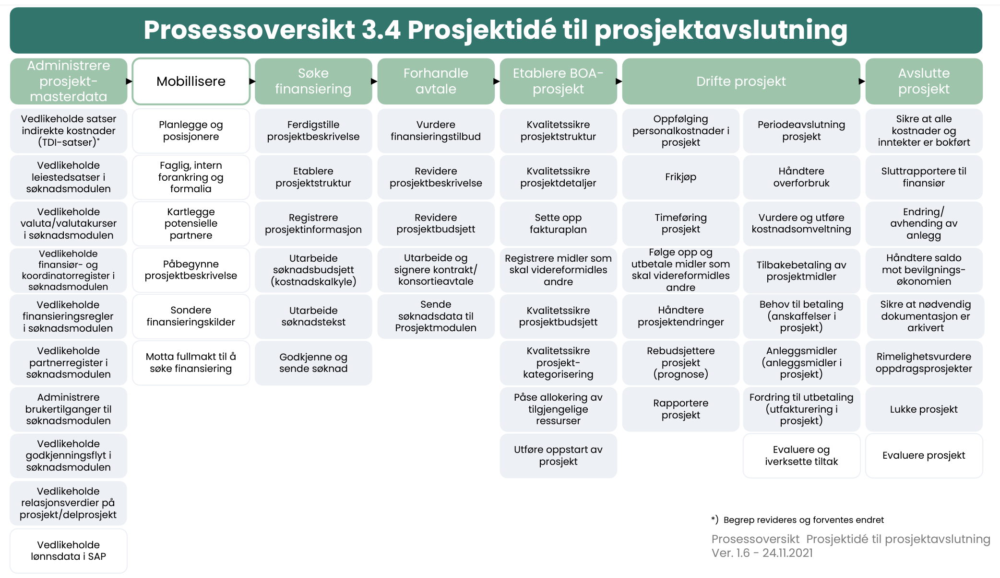 Prosessoversikt 3.4 Prosjektidé til prosjektavslutning
Administrere
prosjekt-
masterdata
Mobillisere
Søke
finansiering
Forhandle
avtale
Etablere BOA-
prosjekt
Drifte prosjekt
Avslutte
prosjekt
Vedlikeholde satser
indirekte kostnader
(TDI-satser)*
Vedlikeholde
leiestedsatser i
søknadsmodulen
Vedlikeholde
valuta/valutakurser
i søknadsmodulen
Vedlikeholde
finansiør- og
koordinatorregister i
søknadsmodulen
Vedlikeholde
finansieringsregler
i søknadsmodulen
Vedlikeholde
partnerregister i
søknadsmodulen
Administrere
brukertilganger til
søknadsmodulen
Vedlikeholde
godkjenningsflyt i
søknadsmodulen
Vedlikeholde
relasjonsverdier på
prosjekt/delprosjekt
Vedlikeholde
lønnsdata i SAP
Planlegge og
posisjonere
Faglig, intern
forankring og
formalia
Kartlegge
potensielle
partnere
Påbegynne
prosjektbeskrivelse
Sondere
finansieringskilder
Motta fullmakt til å
søke finansiering
Ferdigstille
prosjektbeskrivelse
Etablere
prosjektstruktur
Registrere
prosjektinformasjon
Utarbeide
søknadsbudsjett
(kostnadskalkyle)
Utarbeide
søknadstekst
Godkjenne og
sende søknad
Vurdere
finansieringstilbud
Revidere
prosjektbeskrivelse
Revidere
prosjektbudsjett
Utarbeide og
signere kontrakt/
konsortieavtale
Sende
søknadsdata til
Prosjektmodulen
Kvalitetssikre
prosjektstruktur
Kvalitetssikre
prosjektdetaljer
Sette opp
fakturaplan
Registrere midler som
skal videreformidles
andre
Kvalitetssikre
prosjektbudsjett
Kvalitetssikre
prosjekt-
kategorisering
Påse allokering av
tilgjengelige
ressurser
Utføre oppstart av
prosjekt
Oppfølging
personalkostnader i
prosjekt
Frikjøp
Timeføring
prosjekt
Følge opp og
utbetale midler som
skal videreformidles
andre
Håndtere
prosjektendringer
Rebudsjettere
prosjekt
(prognose)
Rapportere
prosjekt
Periodeavslutning
prosjekt
Håndtere
overforbruk
Vurdere og utføre
kostnadsomveltning
Tilbakebetaling av
prosjektmidler
Behov til betaling
(anskaffelser i
prosjekt)
Anleggsmidler
(anleggsmidler i
prosjekt)
Fordring til utbetaling
(utfakturering i
prosjekt)
Evaluere og
iverksette tiltak
Sikre at alle
kostnader og
inntekter er bokført
Sluttrapportere til
finansiør
Endring/
avhending av
anlegg
Håndtere saldo
mot bevilgnings-
økonomien
Sikre at nødvendig
dokumentasjon er
arkivert
Rimelighetsvurdere
oppdragsprosjekter
Lukke prosjekt
Evaluere prosjekt
*) Begrep revideres og forventes endret
Prosessoversikt Prosjektidé til prosjektavslutning
Ver. 1.6 - 24.11.2021